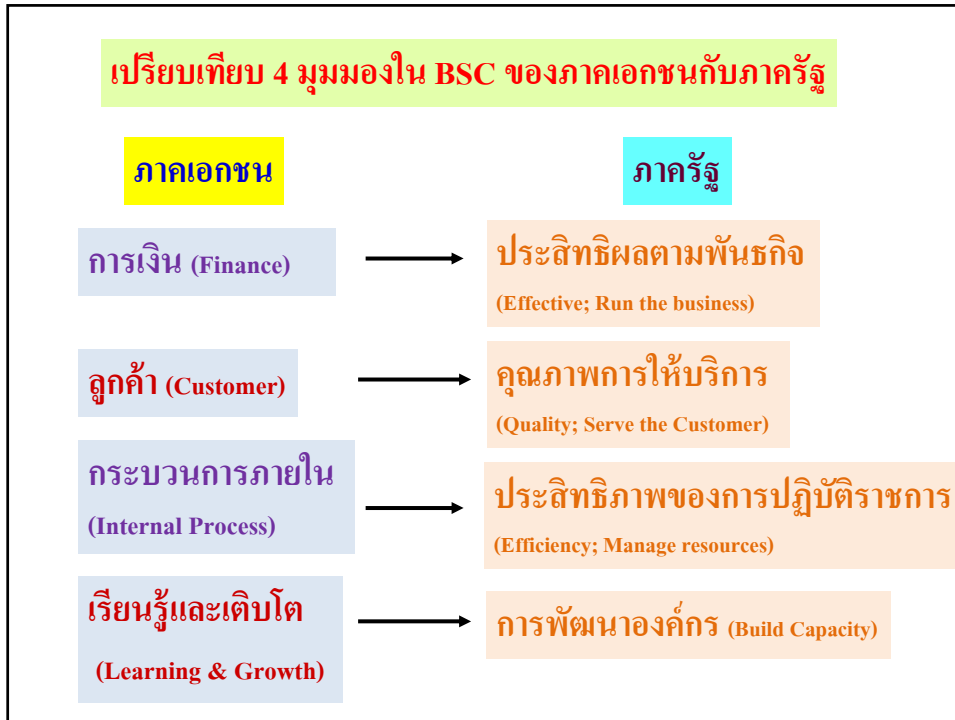 เปรียบเทียบ 4 มุมมองใน BSC ของภาคเอกชนกับภาครัฐ
ภาคเอกชน
ภาครัฐ
การเงิน (Finance)
ประสิทธิผลตามพันธกิจ
(Effective; Run the business)
ลูกค้า (Customer)
คุณภาพการให้บริการ
(Quality; Serve the Customer)
กระบวนการภายใน
(Internal Process)
ประสิทธิภาพของการปฏิบัติราชการ
(Efficiency; Manage resources)
เรียนรู้และเติบโต
(Learning & Growth)
การพัฒนาองค์กร (Build Capacity)